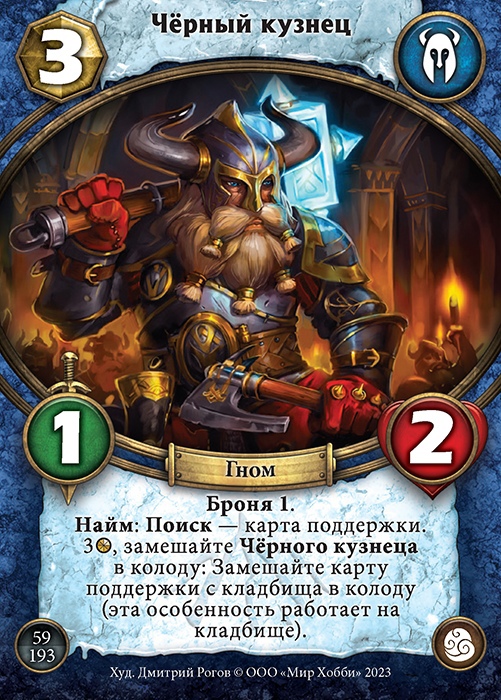 Чёрный кузнец
3
1
2
Гном
Броня 1.
Найм: Поиск — карта поддержки.
3, замешайте Чёрного кузнеца
в колоду: Замешайте карту
поддержки с кладбища в колоду
(эта особенность работает на
кладбище).
59
193
Худ. Дмитрий Рогов © ООО «Мир Хобби» 2023